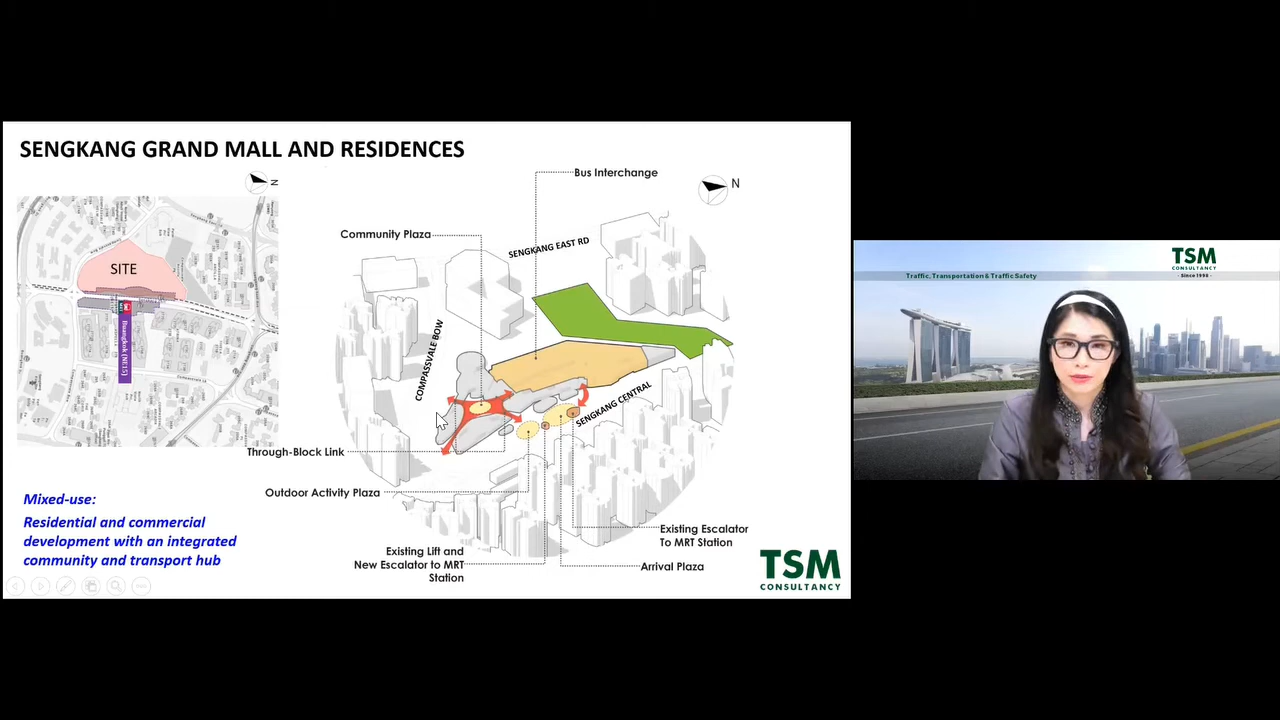 SENGKANG GRAND MALL AND RESIDENCES
N
SITE
Buangkok (NE15)
Mixed-use:
Residential and commercial
development with an integrated
community and transport hub
Bus Interchange
N
Community Plaza
SENGKANG EAST RD
COMPASSVALE BOW
SENGKANG CENTRAL
Through-Block Link
Outdoor Activity Plaza
Existing Lift and
New Escalator to MRT
Station
Existing Escalator
To MRT Station
Arrival Plaza
TSM
CONSULTANCY
TSM
CONSULTANCY
- Since 1998 -
Traffic, Transportation & Traffic Safety